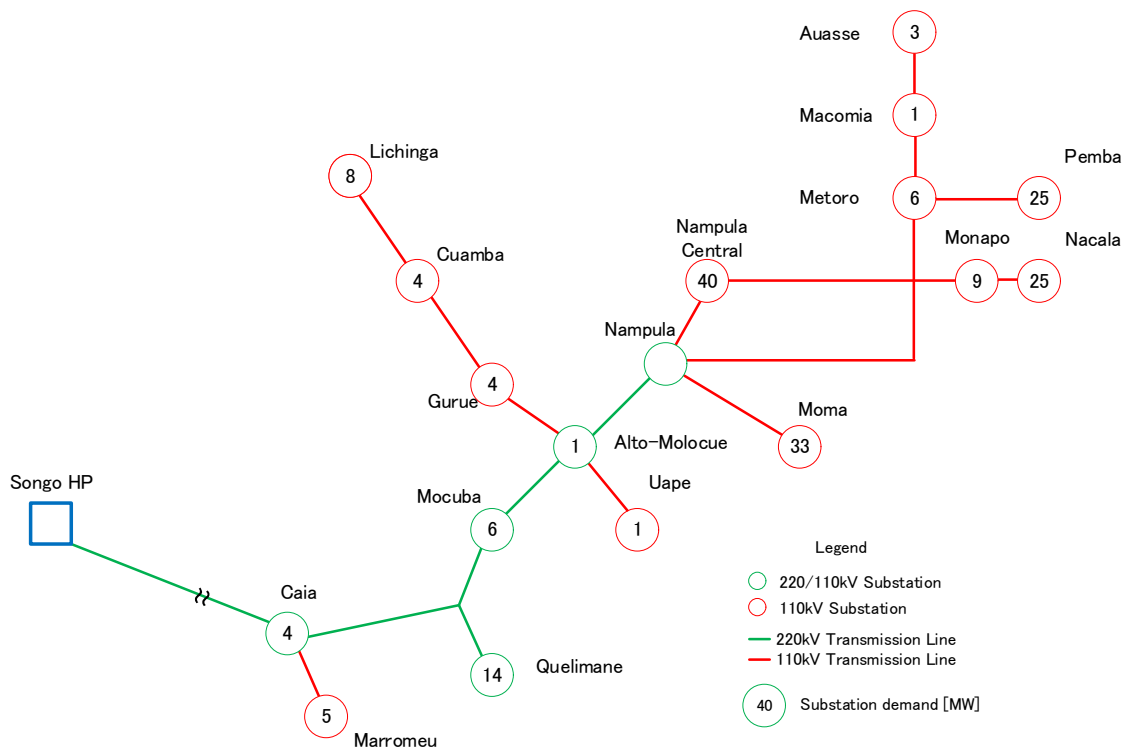 Auasse
3
Macomia
1
Pemba
Lichinga
8
Metoro
6
25
Nampula
Central
Monapo
Nacala
Cuamba
4
40
9
25
Nampula
Gurue
4
Moma
33
1
Alto-Molocue
Songo HP
Mocuba
6
Uape
1
Legend
220/110kV Substation
110kV Substation
220kV Transmission Line
110kV Transmission Line
40
Substation demand [MW]
Caia
4
Quelimane
14
5
Marromeu